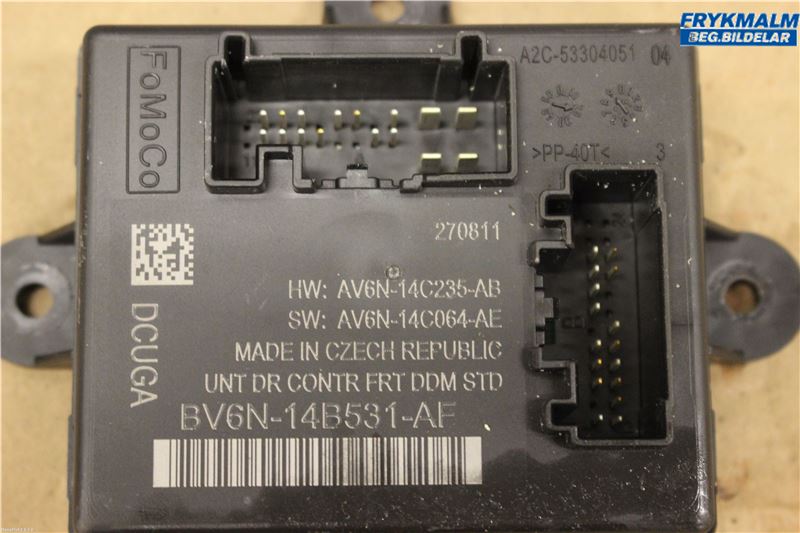 FRYKMALM
BEG.BILDELAR
FoMoCo
A2C-53304051 04
>PP-40T< 3
270811
HW: AV6N-14C235-AB
SW: AV6N-14C064-AE
MADE IN CZECH REPUBLIC
UNT DR CONTR FRT DDM STD
BV6N-14B531-AF
DCUGA